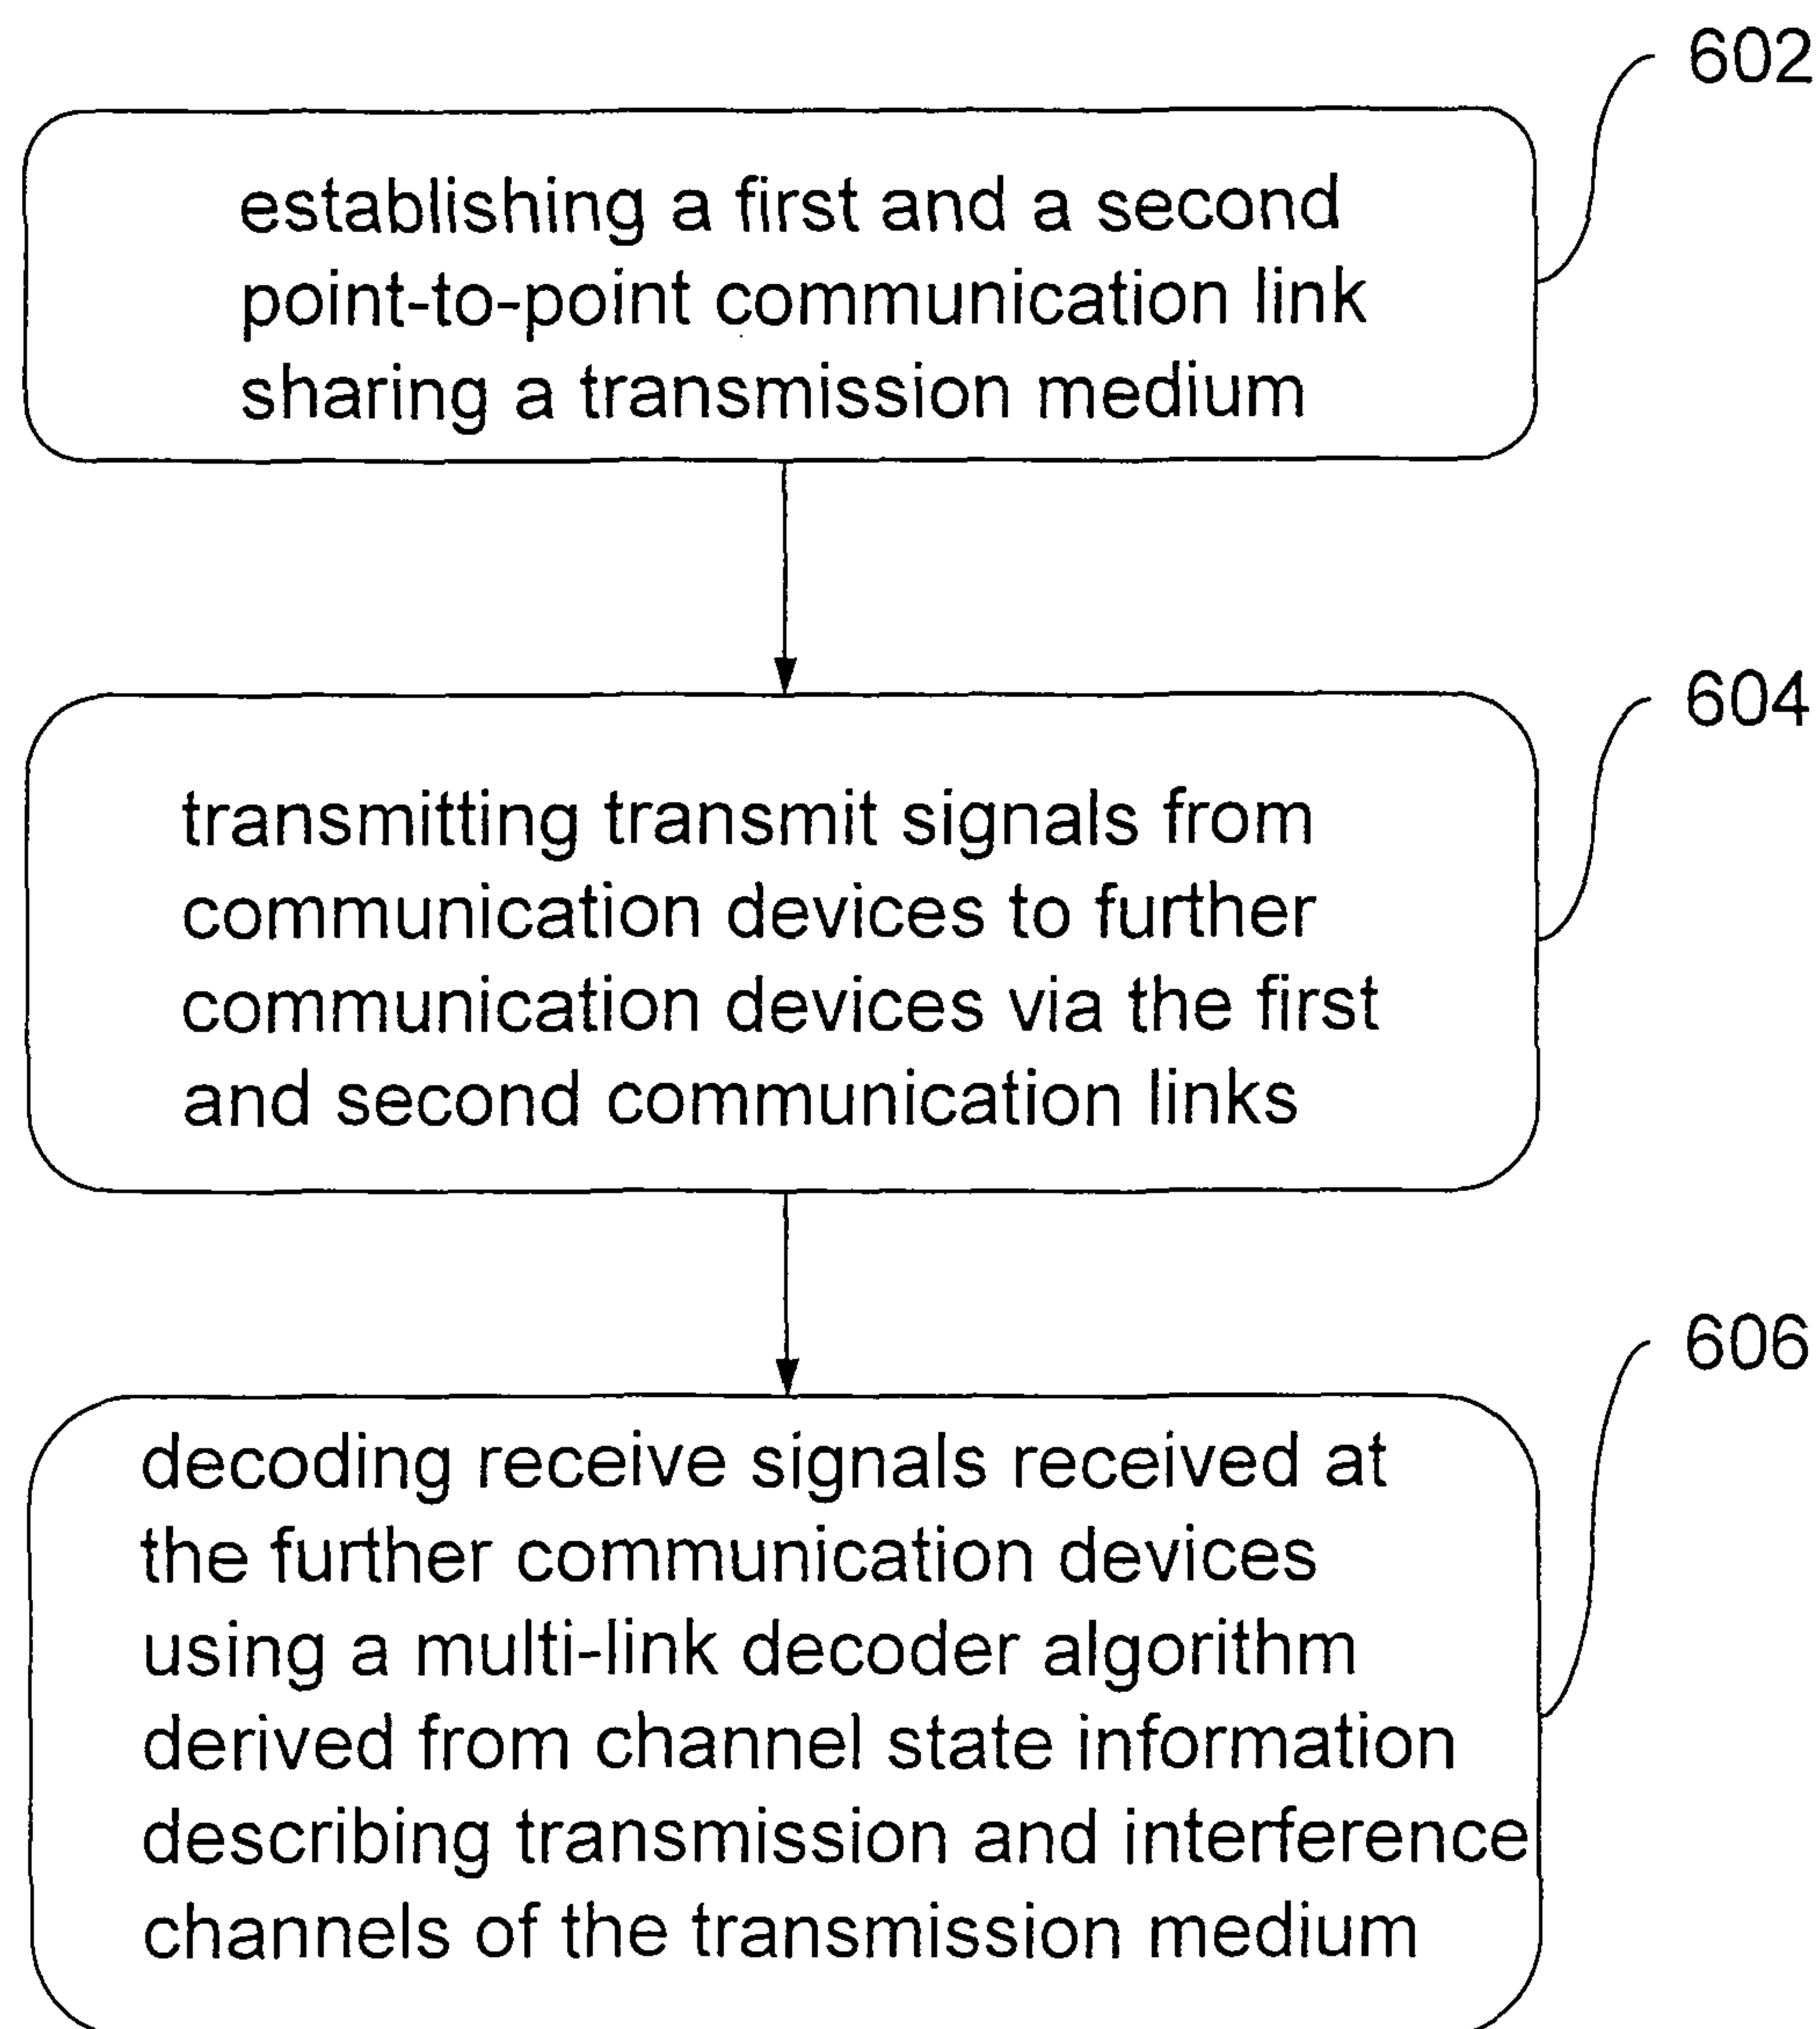 602
establishing a first and a second
point-to-point communication link
sharing a transmission medium
604
transmitting transmit signals from
communication devices to further
communication devices via the first
and second communication links
606
decoding receive signals received at
the further communication devices
using a multi-link decoder algorithm
derived from channel state information
describing transmission and interference
channels of the transmission medium